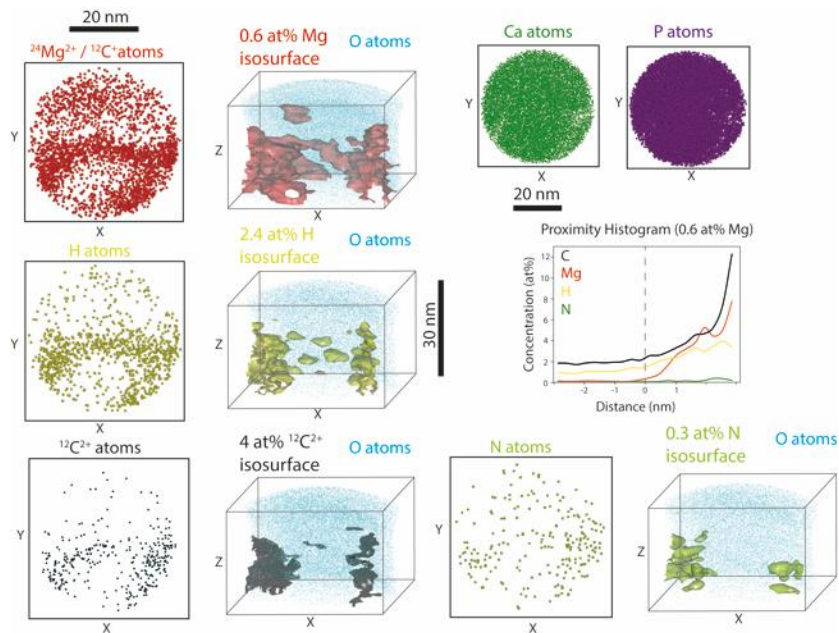 20 nm
²⁴Mg²⁺ / ¹²C⁺atoms
Y
X
0.6 at% Mg
isosurface
O atoms
Z
X
Ca atoms
Y
X
P atoms
Y
X
20 nm
H atoms
Y
X
2.4 at% H
isosurface
O atoms
Z
X
30 nm
Proximity Histogram (0.6 at% Mg)
C
Mg
H
N
Concentration (at%)
12
10
8
6
4
2
0
-2
-1
0
1
Distance (nm)
¹²C²⁺ atoms
Y
X
4 at% ¹²C²⁺
isosurface
O atoms
Z
X
N atoms
Y
X
0.3 at% N
isosurface
O atoms
Z
X